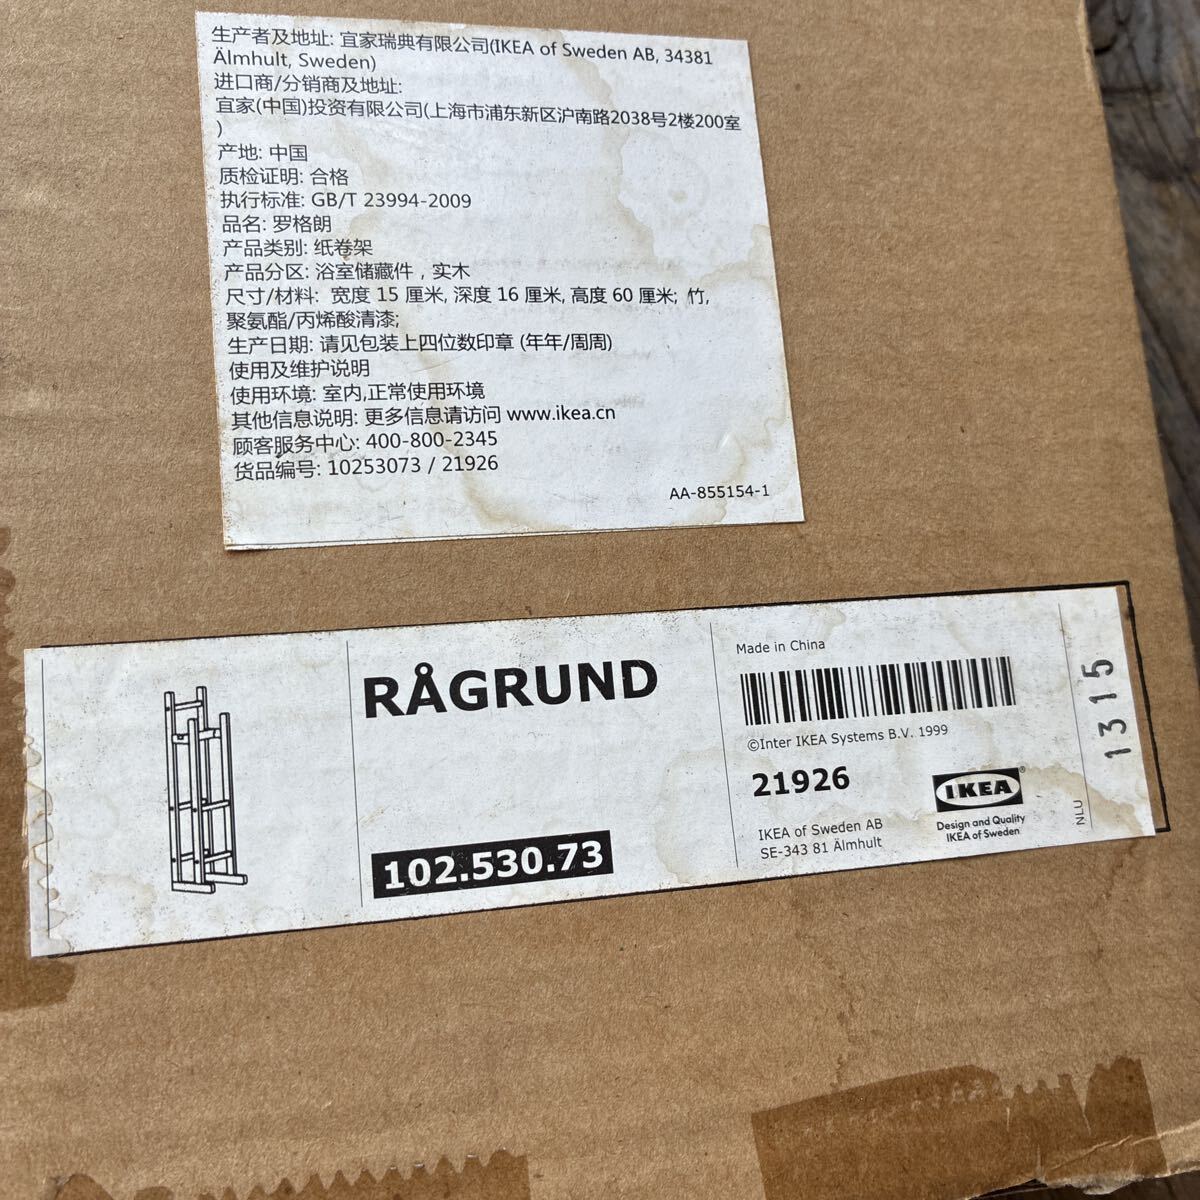 生产者及地址: 宜家瑞典有限公司(IKEA of Sweden AB, 34381
Älmhult, Sweden)
进口商/分销商及地址:
宜家(中国)投资有限公司(上海市浦东新区沪南路2038号2楼200室
)
产地: 中国
质检证明: 合格
执行标准: GB/T 23994-2009
品名: 罗格朗
产品类别: 纸卷架
产品分区: 浴室储藏件，实木
尺寸/材料: 宽度 15 厘米, 深度 16 厘米, 高度 60 厘米; 竹,
聚氨酯/丙烯酸清漆;
生产日期: 请见包装上四位数印章 (年年/周周)
使用及维护说明
使用环境: 室内,正常使用环境
其他信息说明: 更多信息请访问 www.ikea.cn
顾客服务中心: 400-800-2345
货品编号: 10253073 / 21926
AA-855154-1
RÅGRUND
102.530.73
Made in China
©Inter IKEA Systems B.V. 1999
21926
IKEA of Sweden AB
SE-343 81 Älmhult
IKEA®
Design and Quality
IKEA of Sweden
1315
NLU